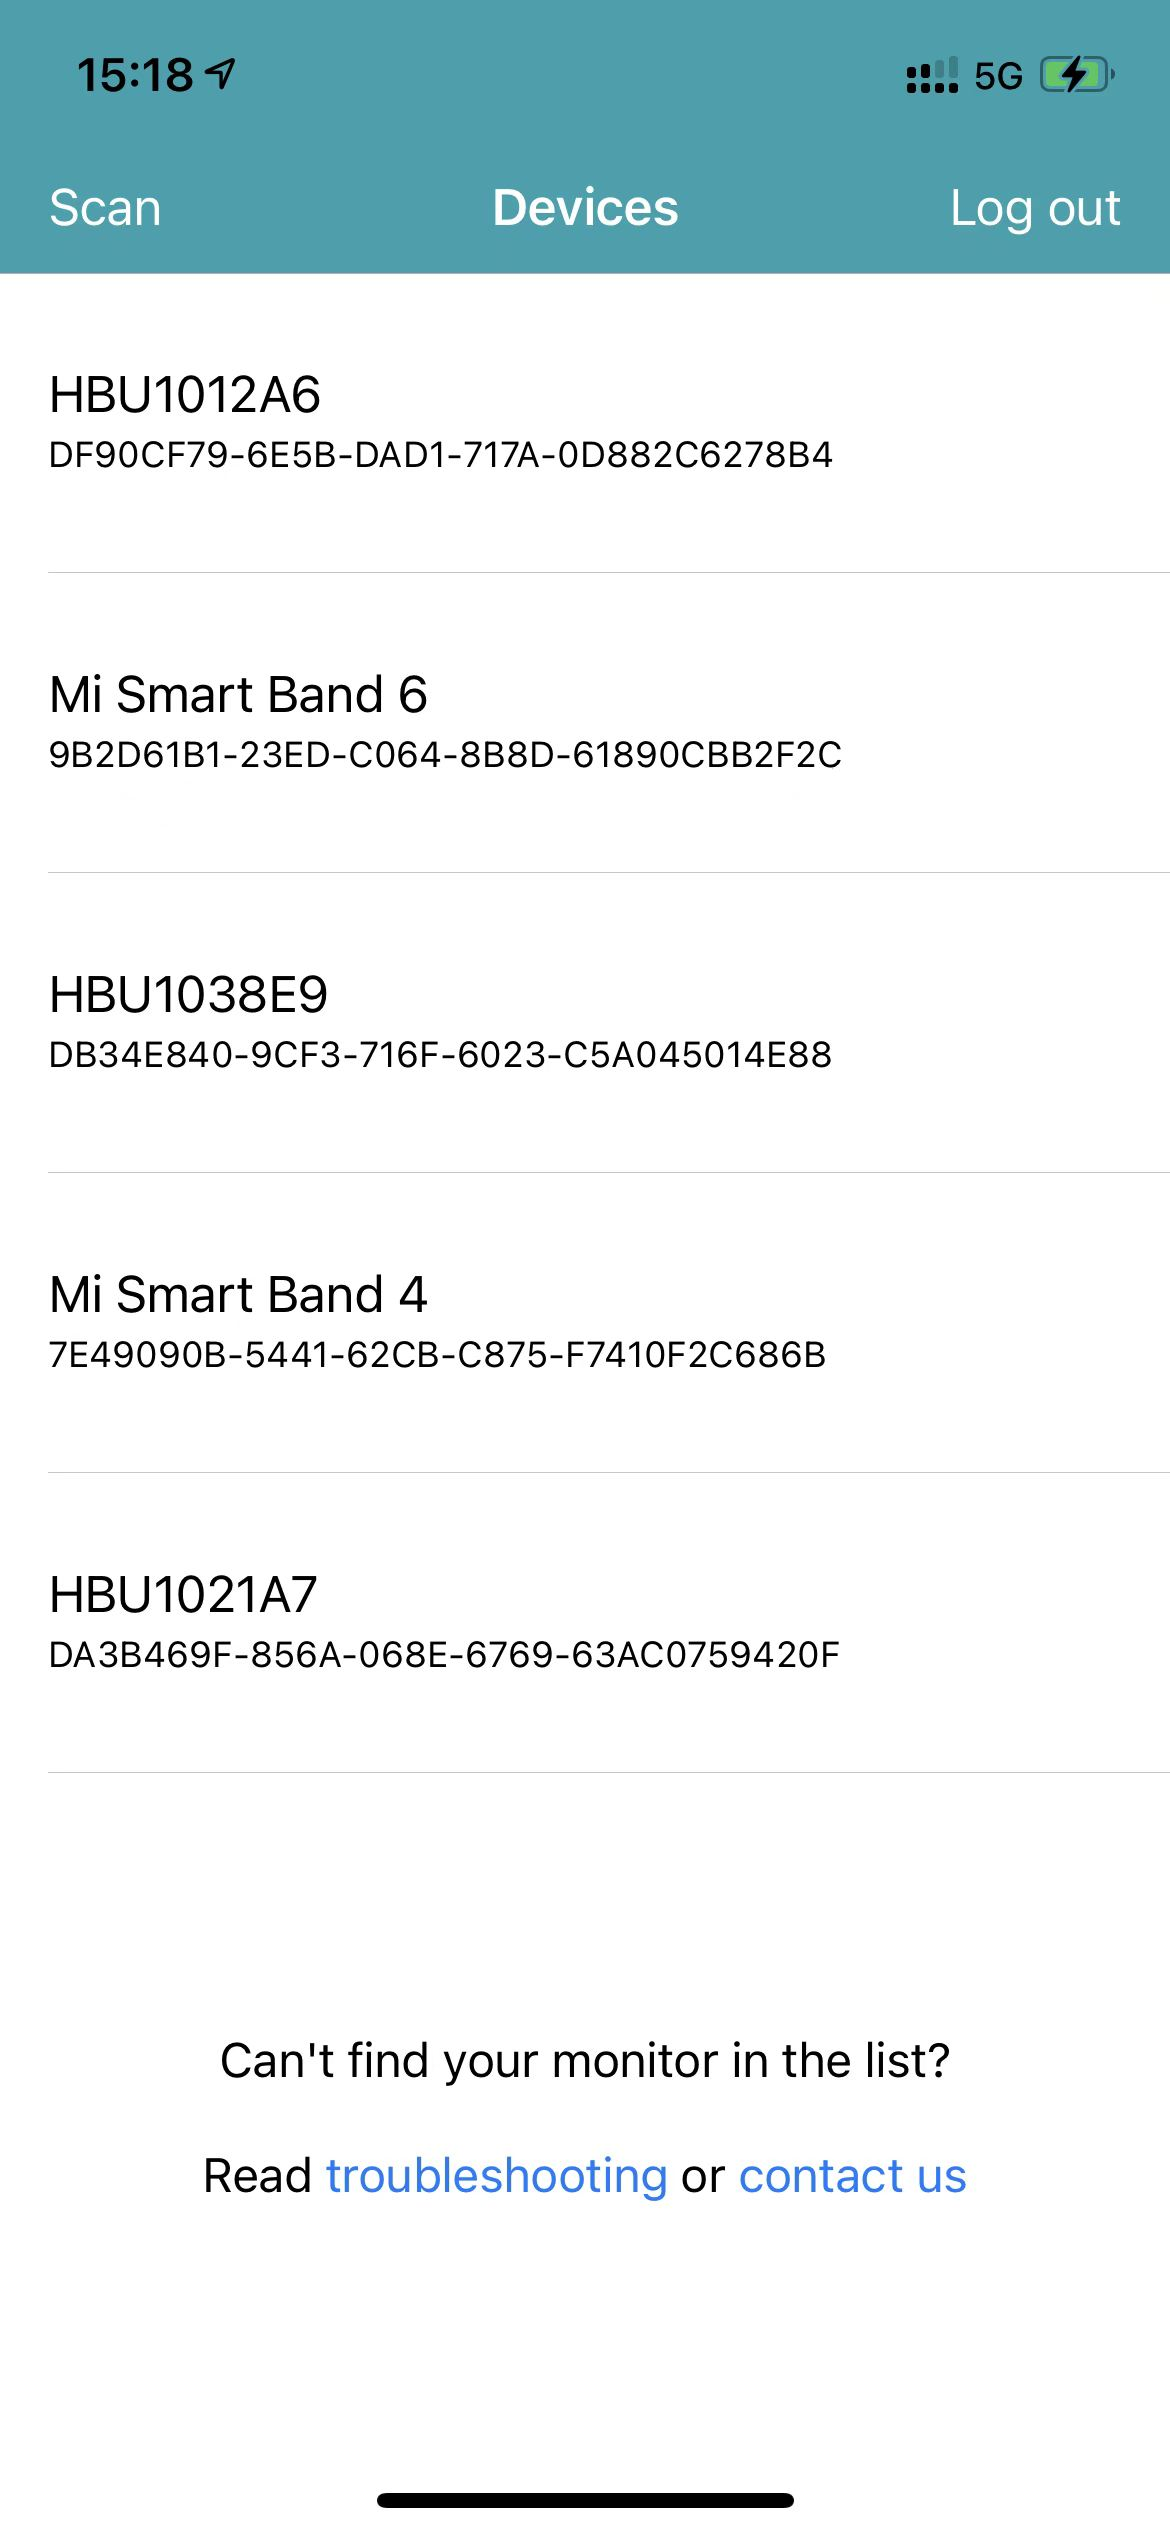 15:18
5G
Scan
Devices
Log out
HBU1012A6
DF90CF79-6E5B-DAD1-717A-0D882C6278B4
Mi Smart Band 6
9B2D61B1-23ED-C064-8B8D-61890CBB2F2C
HBU1038E9
DB34E840-9CF3-716F-6023-C5A045014E88
Mi Smart Band 4
7E49090B-5441-62CB-C875-F7410F2C686B
HBU1021A7
DA3B469F-856A-068E-6769-63AC0759420F
Can't find your monitor in the list?
Read troubleshooting or contact us